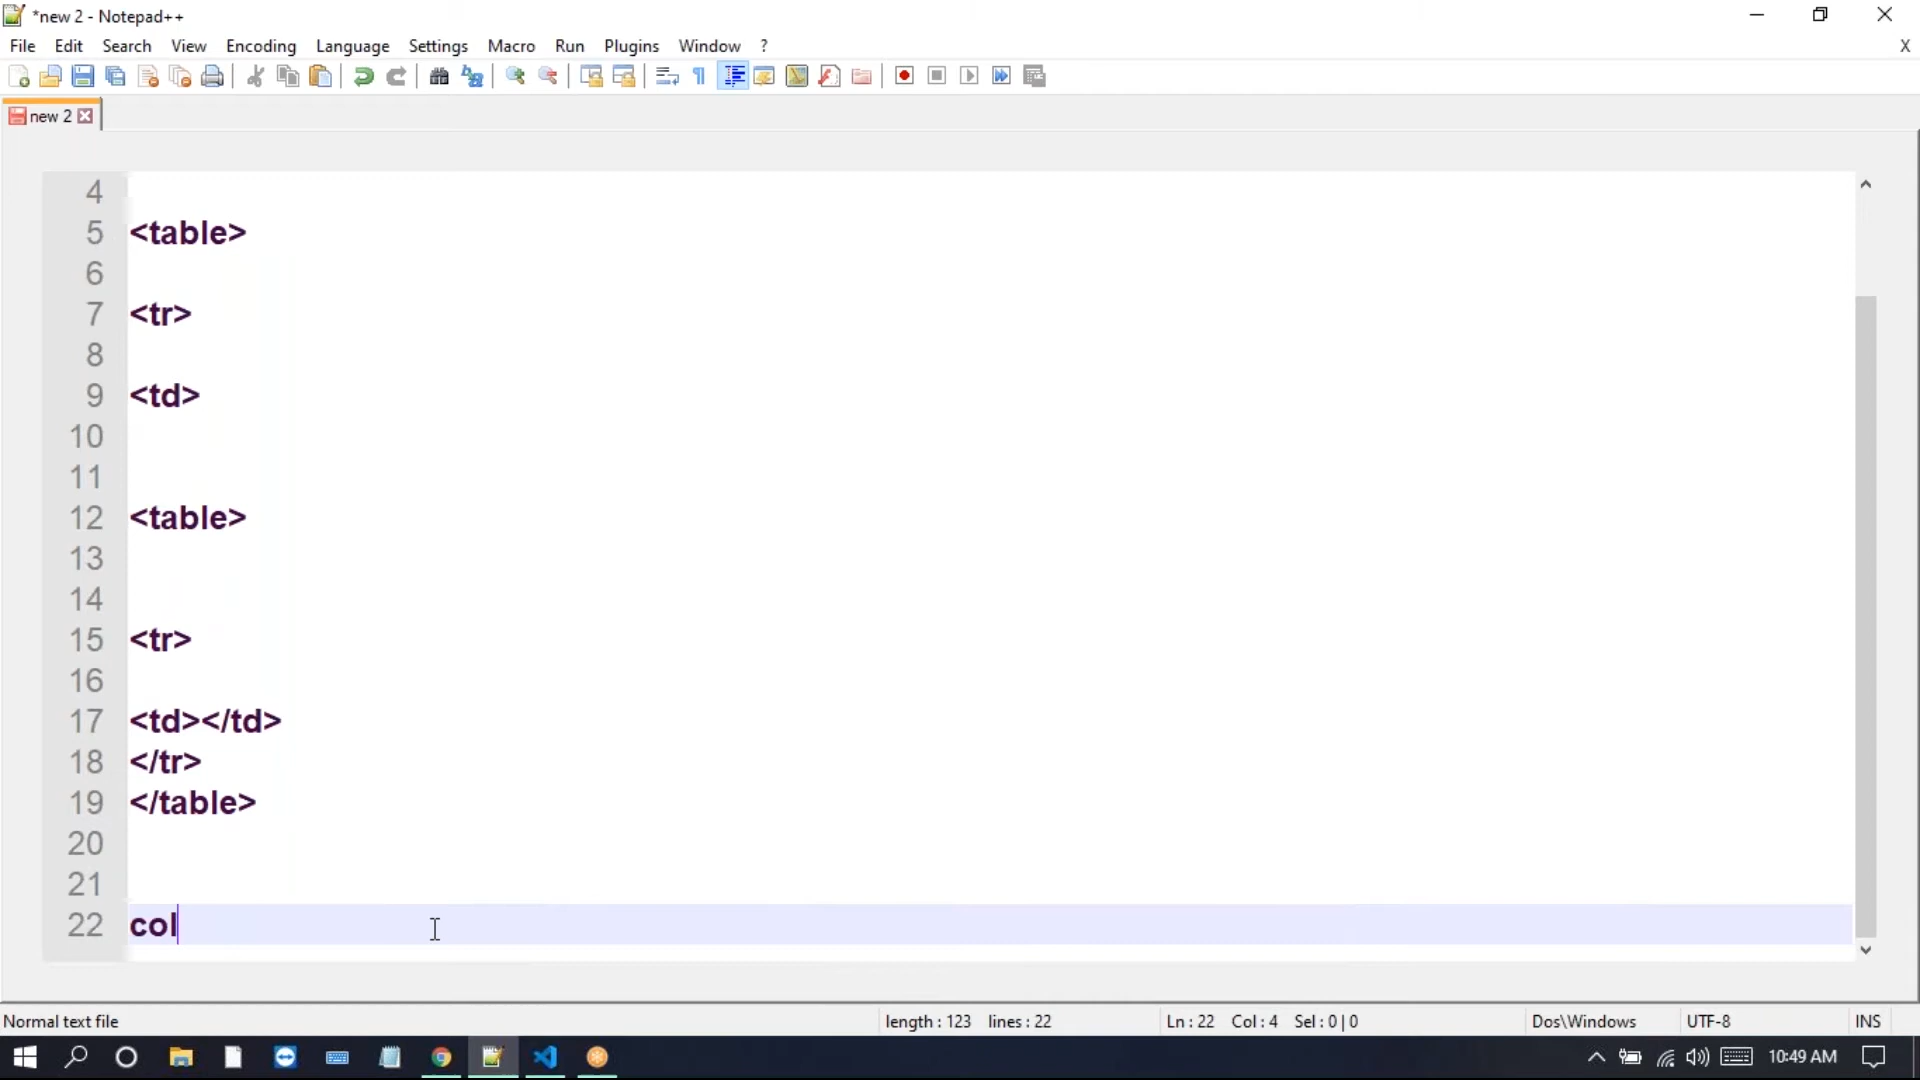 *new 2 - Notepad++
File Edit Search View Encoding Language Settings Macro Run Plugins Window ? X
new 2
4
5 <table>
6
7 <tr>
8
9 <td>
10
11
12 <table>
13
14
15 <tr>
16
17 <td></td>
18 </tr>
19 </table>
20
21
22 col
Normal text file length : 123 lines : 22 Ln : 22 Col : 4 Sel : 0 | 0 Dos\Windows UTF-8 INS
10:49 AM